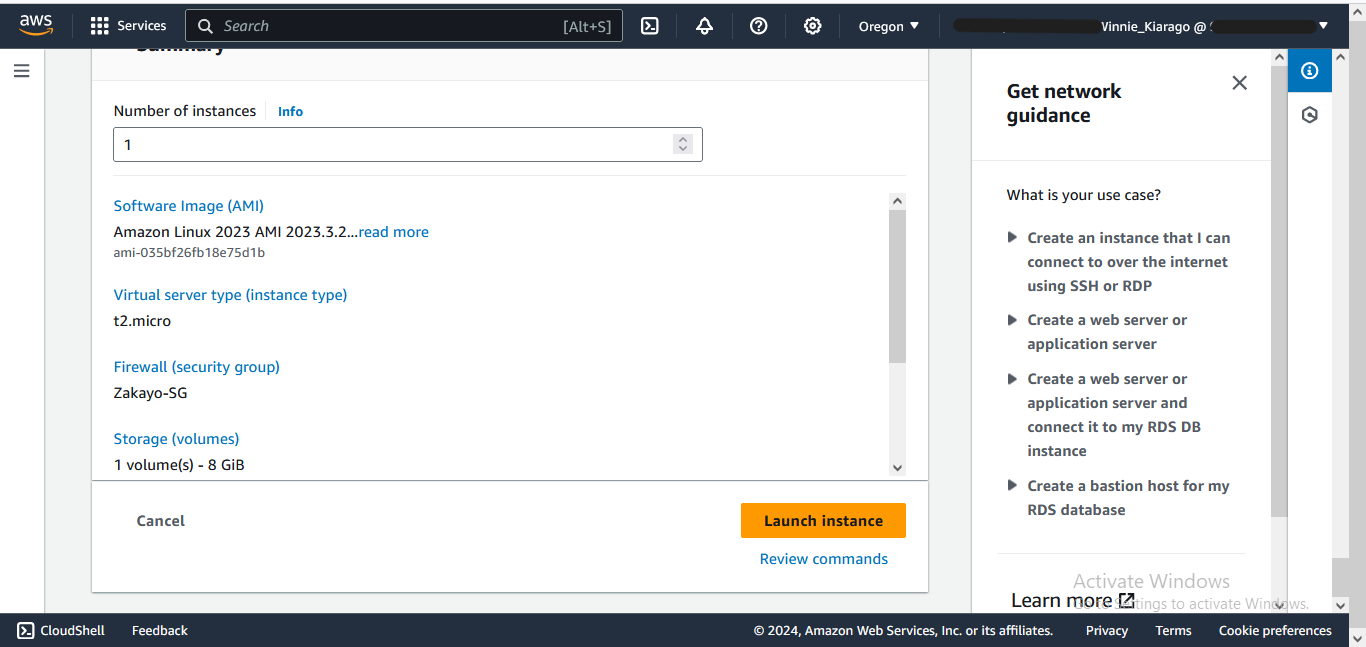 aws
Services
Search
[Alt+S]
Oregon
Winnie_Kiarago @
Summary
Number of instances
Info
1
Software Image (AMI)
Amazon Linux 2023 AMI 2023.3.2...read more
ami-035bf26fb18e75d1b
Virtual server type (instance type)
t2.micro
Firewall (security group)
Zakayo-SG
Storage (volumes)
1 volume(s) - 8 GiB
Cancel
Launch instance
Review commands
Get network
guidance
What is your use case?
Create an instance that I can
connect to over the internet
using SSH or RDP
Create a web server or
application server
Create a web server or
application server and
connect it to my RDS DB
instance
Create a bastion host for my
RDS database
Learn more
Activate Windows
Go to Settings to activate Windows.
CloudShell
Feedback
© 2024, Amazon Web Services, Inc. or its affiliates.
Privacy
Terms
Cookie preferences